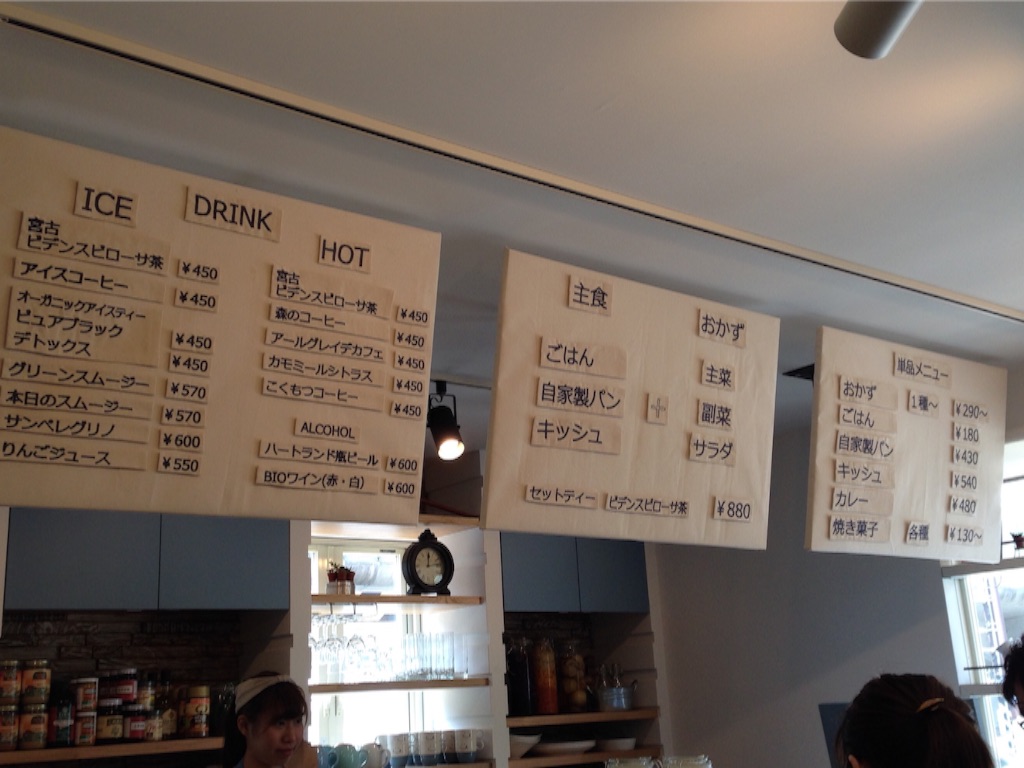 ICE DRINK
宮古
ビデンスピローサ茶 ¥450
アイスコーヒー ¥450
オーガニックアイスティー
ピュアブラック ¥450
デトックス ¥450
グリーンスムージー ¥570
本日のスムージー ¥570
サンペレグリノ ¥600
りんごジュース ¥550
HOT
宮古
ビデンスピローサ茶 ¥450
森のコーヒー ¥450
アールグレイデカフェ ¥450
カモミールシトラス ¥450
こくもつコーヒー ¥450
ALCOHOL
ハートランド瓶ビール ¥600
BIOワイン(赤・白) ¥600
主食
ごはん
自家製パン
キッシュ
+
おかず
主菜
副菜
サラダ
セットティー ビデンスピローサ茶 ¥880
単品メニュー
おかず 1種~ ¥290~
ごはん ¥180
自家製パン ¥430
キッシュ ¥540
カレー ¥480
焼き菓子 各種 ¥130~